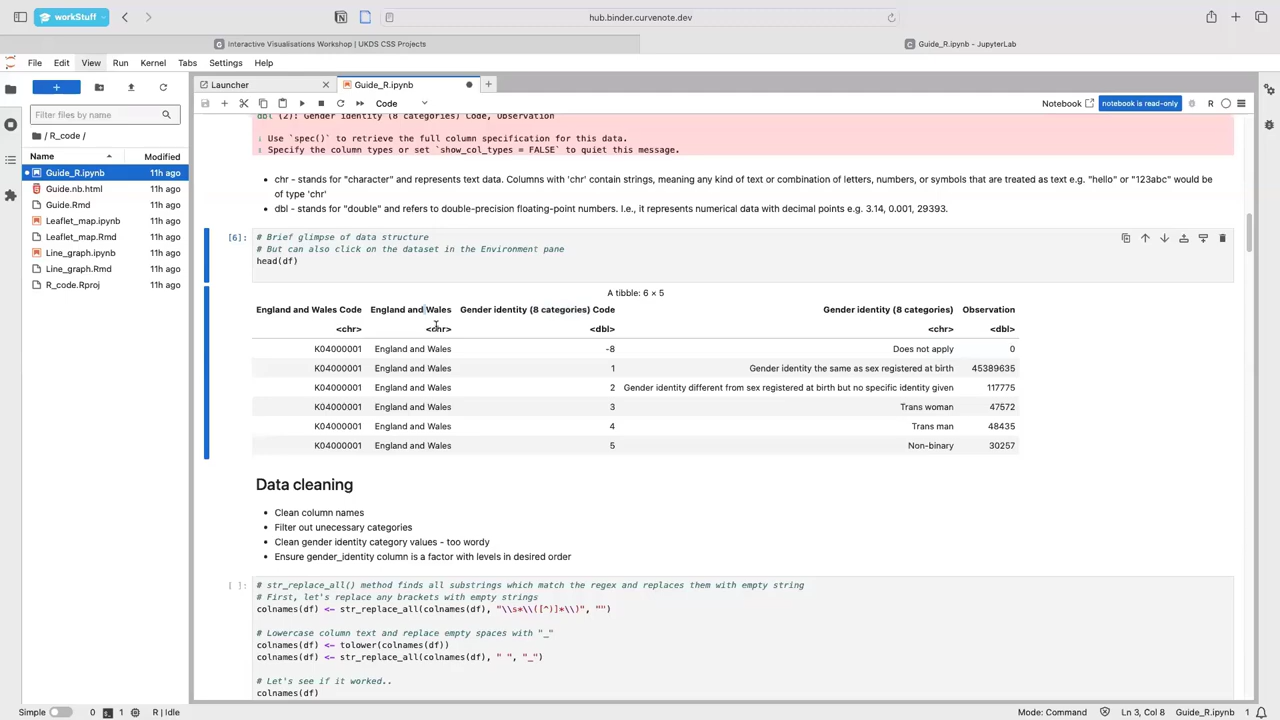 workStuff
hub.binder.curvenote.dev
Interactive Visualisations Workshop | UKDS CSS Projects
Guide_R.ipynb - JupyterLab
File Edit View Run Kernel Tabs Settings Help
Launcher
Guide_R.ipynb
Code
Notebook
notebook is read-only
R
Filter files by name
/ R_code /
Name Modified
Guide_R.ipynb 11h ago
Guide.nb.html 11h ago
Guide.Rmd 11h ago
Leaflet_map.ipynb 11h ago
Leaflet_map.Rmd 11h ago
Line_graph.ipynb 11h ago
Line_graph.Rmd 11h ago
R_code.Rproj 11h ago
dbl (2): Gender identity (8 categories) Code, Observation
Use `spec()` to retrieve the full column specification for this data.
Specify the column types or set `show_col_types = FALSE` to quiet this message.
• chr - stands for "character" and represents text data. Columns with 'chr' contain strings, meaning any kind of text or combination of letters, numbers, or symbols that are treated as text e.g. "hello" or "123abc" would be
of type 'chr'
• dbl - stands for "double" and refers to double-precision floating-point numbers. I.e., it represents numerical data with decimal points e.g. 3.14, 0.001, 29393.
[6]: # Brief glimpse of data structure
# But can also click on the dataset in the Environment pane
head(df)
A tibble: 6 × 5
England and Wales Code England and Wales Gender identity (8 categories) Code Gender identity (8 categories) Observation
<chr> <chr> <dbl> <chr> <dbl>
K04000001 England and Wales -8 Does not apply 0
K04000001 England and Wales 1 Gender identity the same as sex registered at birth 45389635
K04000001 England and Wales 2 Gender identity different from sex registered at birth but no specific identity given 117775
K04000001 England and Wales 3 Trans woman 47572
K04000001 England and Wales 4 Trans man 48435
K04000001 England and Wales 5 Non-binary 30257
Data cleaning
• Clean column names
• Filter out unecessary categories
• Clean gender identity category values - too wordy
• Ensure gender_identity column is a factor with levels in desired order
[ ]: # str_replace_all() method finds all substrings which match the regex and replaces them with empty string
# First, let's replace any brackets with empty strings
colnames(df) <- str_replace_all(colnames(df), "\\s*\\([^)]*\\)", "")
# Lowercase column text and replace empty spaces with "_"
colnames(df) <- tolower(colnames(df))
colnames(df) <- str_replace_all(colnames(df), " ", "_")
# Let's see if it worked..
colnames(df)
Simple 0 1 R | Idle
Mode: Command Ln 3, Col 8 Guide_R.ipynb 1